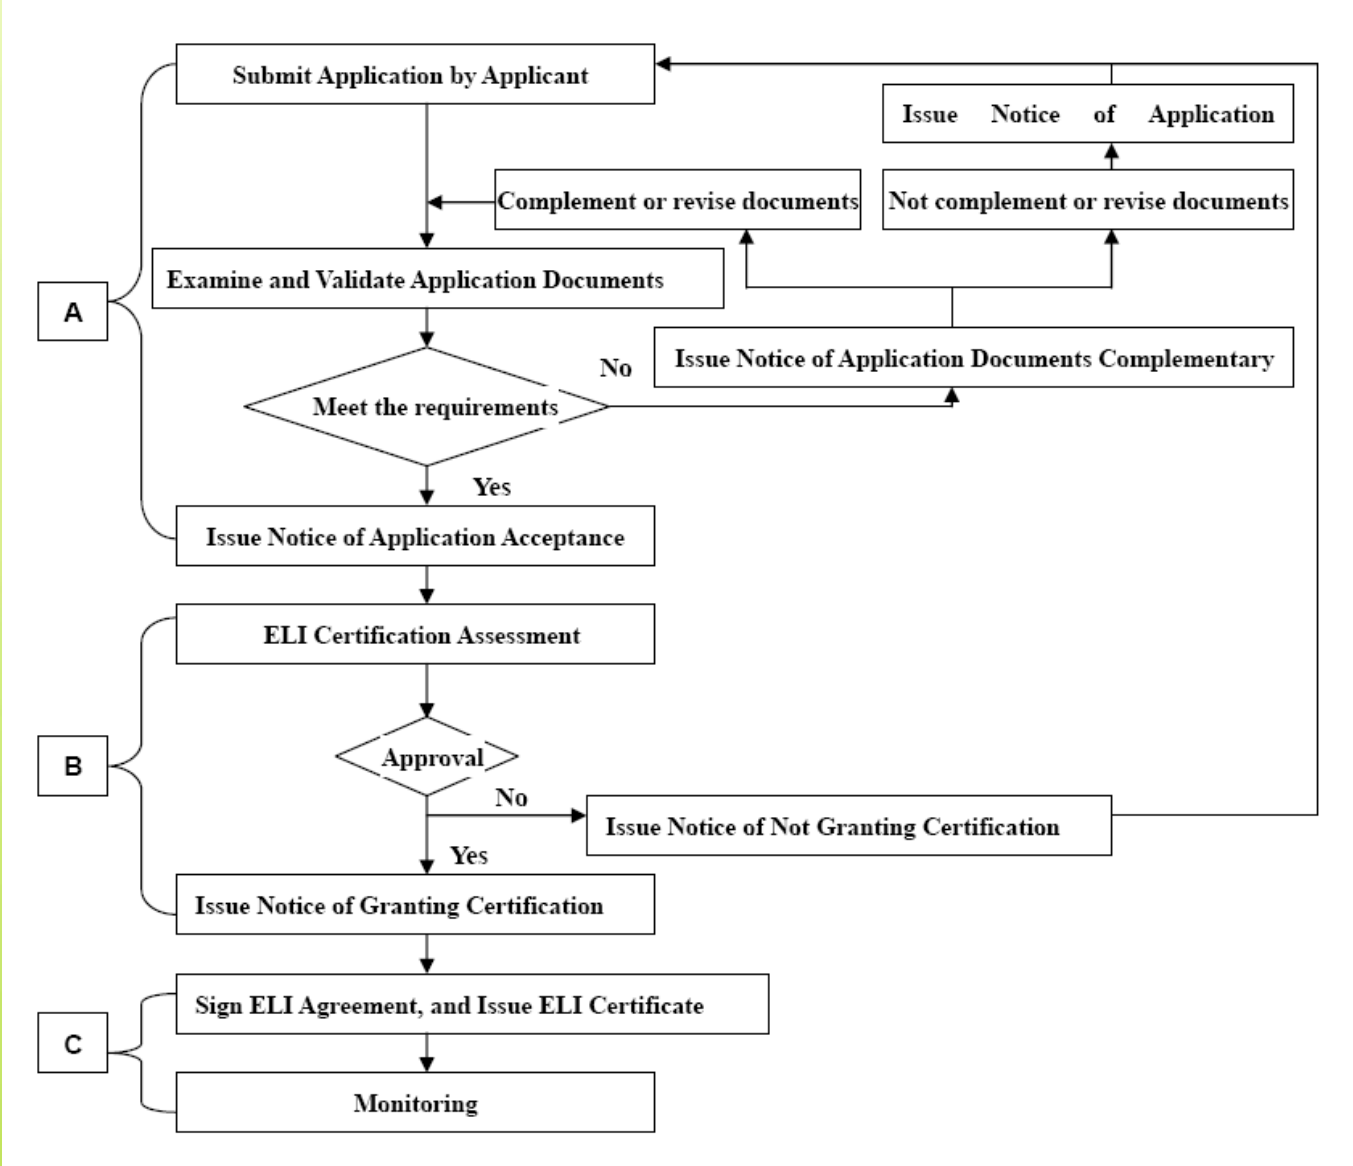 Submit Application by Applicant
Issue Notice of Application
Complement or revise documents
Not complement or revise documents
Examine and Validate Application Documents
A
Issue Notice of Application Documents Complementary
No
Meet the requirements
Yes
Issue Notice of Application Acceptance
ELI Certification Assessment
B
Approval
No
Issue Notice of Not Granting Certification
Yes
Issue Notice of Granting Certification
Sign ELI Agreement, and Issue ELI Certificate
C
Monitoring